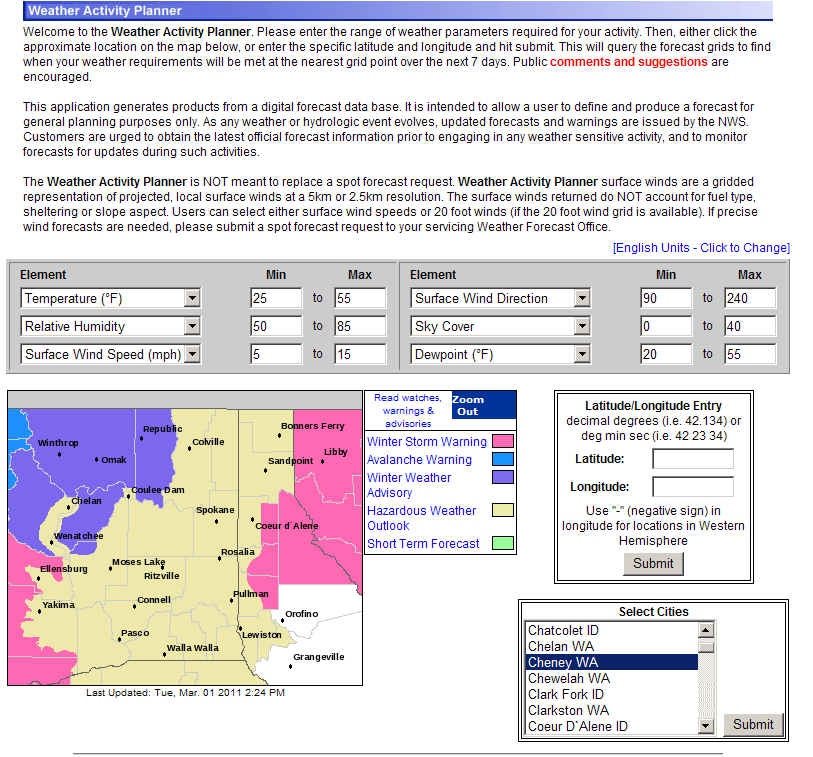 Weather Activity Planner
Welcome to the Weather Activity Planner. Please enter the range of weather parameters required for your activity. Then, either click the
approximate location on the map below, or enter the specific latitude and longitude and hit submit. This will query the forecast grids to find
when your weather requirements will be met at the nearest grid point over the next 7 days. Public comments and suggestions are
encouraged.
This application generates products from a digital forecast data base. It is intended to allow a user to define and produce a forecast for
general planning purposes only. As any weather or hydrologic event evolves, updated forecasts and warnings are issued by the NWS.
Customers are urged to obtain the latest official forecast information prior to engaging in any weather sensitive activity, and to monitor
forecasts for updates during such activities.
The Weather Activity Planner is NOT meant to replace a spot forecast request. Weather Activity Planner surface winds are a gridded
representation of projected, local surface winds at a 5km or 2.5km resolution. The surface winds returned do NOT account for fuel type,
sheltering or slope aspect. Users can select either surface wind speeds or 20 foot winds (if the 20 foot wind grid is available). If precise
wind forecasts are needed, please submit a spot forecast request to your servicing Weather Forecast Office.
[English Units - Click to Change]
Element Min Max Element Min Max
Temperature (°F) 25 to 55 Surface Wind Direction 90 to 240
Relative Humidity 50 to 85 Sky Cover 0 to 40
Surface Wind Speed (mph) 5 to 15 Dewpoint (°F) 20 to 55
Winthrop
Republic
Omak
Colville
Bonners Ferry
Sandpoint
Libby
Chelan
Coulee Dam
Spokane
Coeur d'Alene
Wenatchee
Ellensburg
Moses Lake
Ritzville
Rosalia
Yakima
Connell
Pullman
Orofino
Pasco
Lewiston
Walla Walla
Grangeville
Last Updated: Tue, Mar. 01 2011 2:24 PM
Read watches,
warnings &
advisories
Zoom
Out
Winter Storm Warning
Avalanche Warning
Winter Weather
Advisory
Hazardous Weather
Outlook
Short Term Forecast
Latitude/Longitude Entry
decimal degrees (i.e. 42.134) or
deg min sec (i.e. 42 23 34)
Latitude:
Longitude:
Use "-" (negative sign) in
longitude for locations in Western
Hemisphere
Submit
Select Cities
Chatcolet ID
Chelan WA
Cheney WA
Chewelah WA
Clark Fork ID
Clarkston WA
Coeur D`Alene ID
Submit